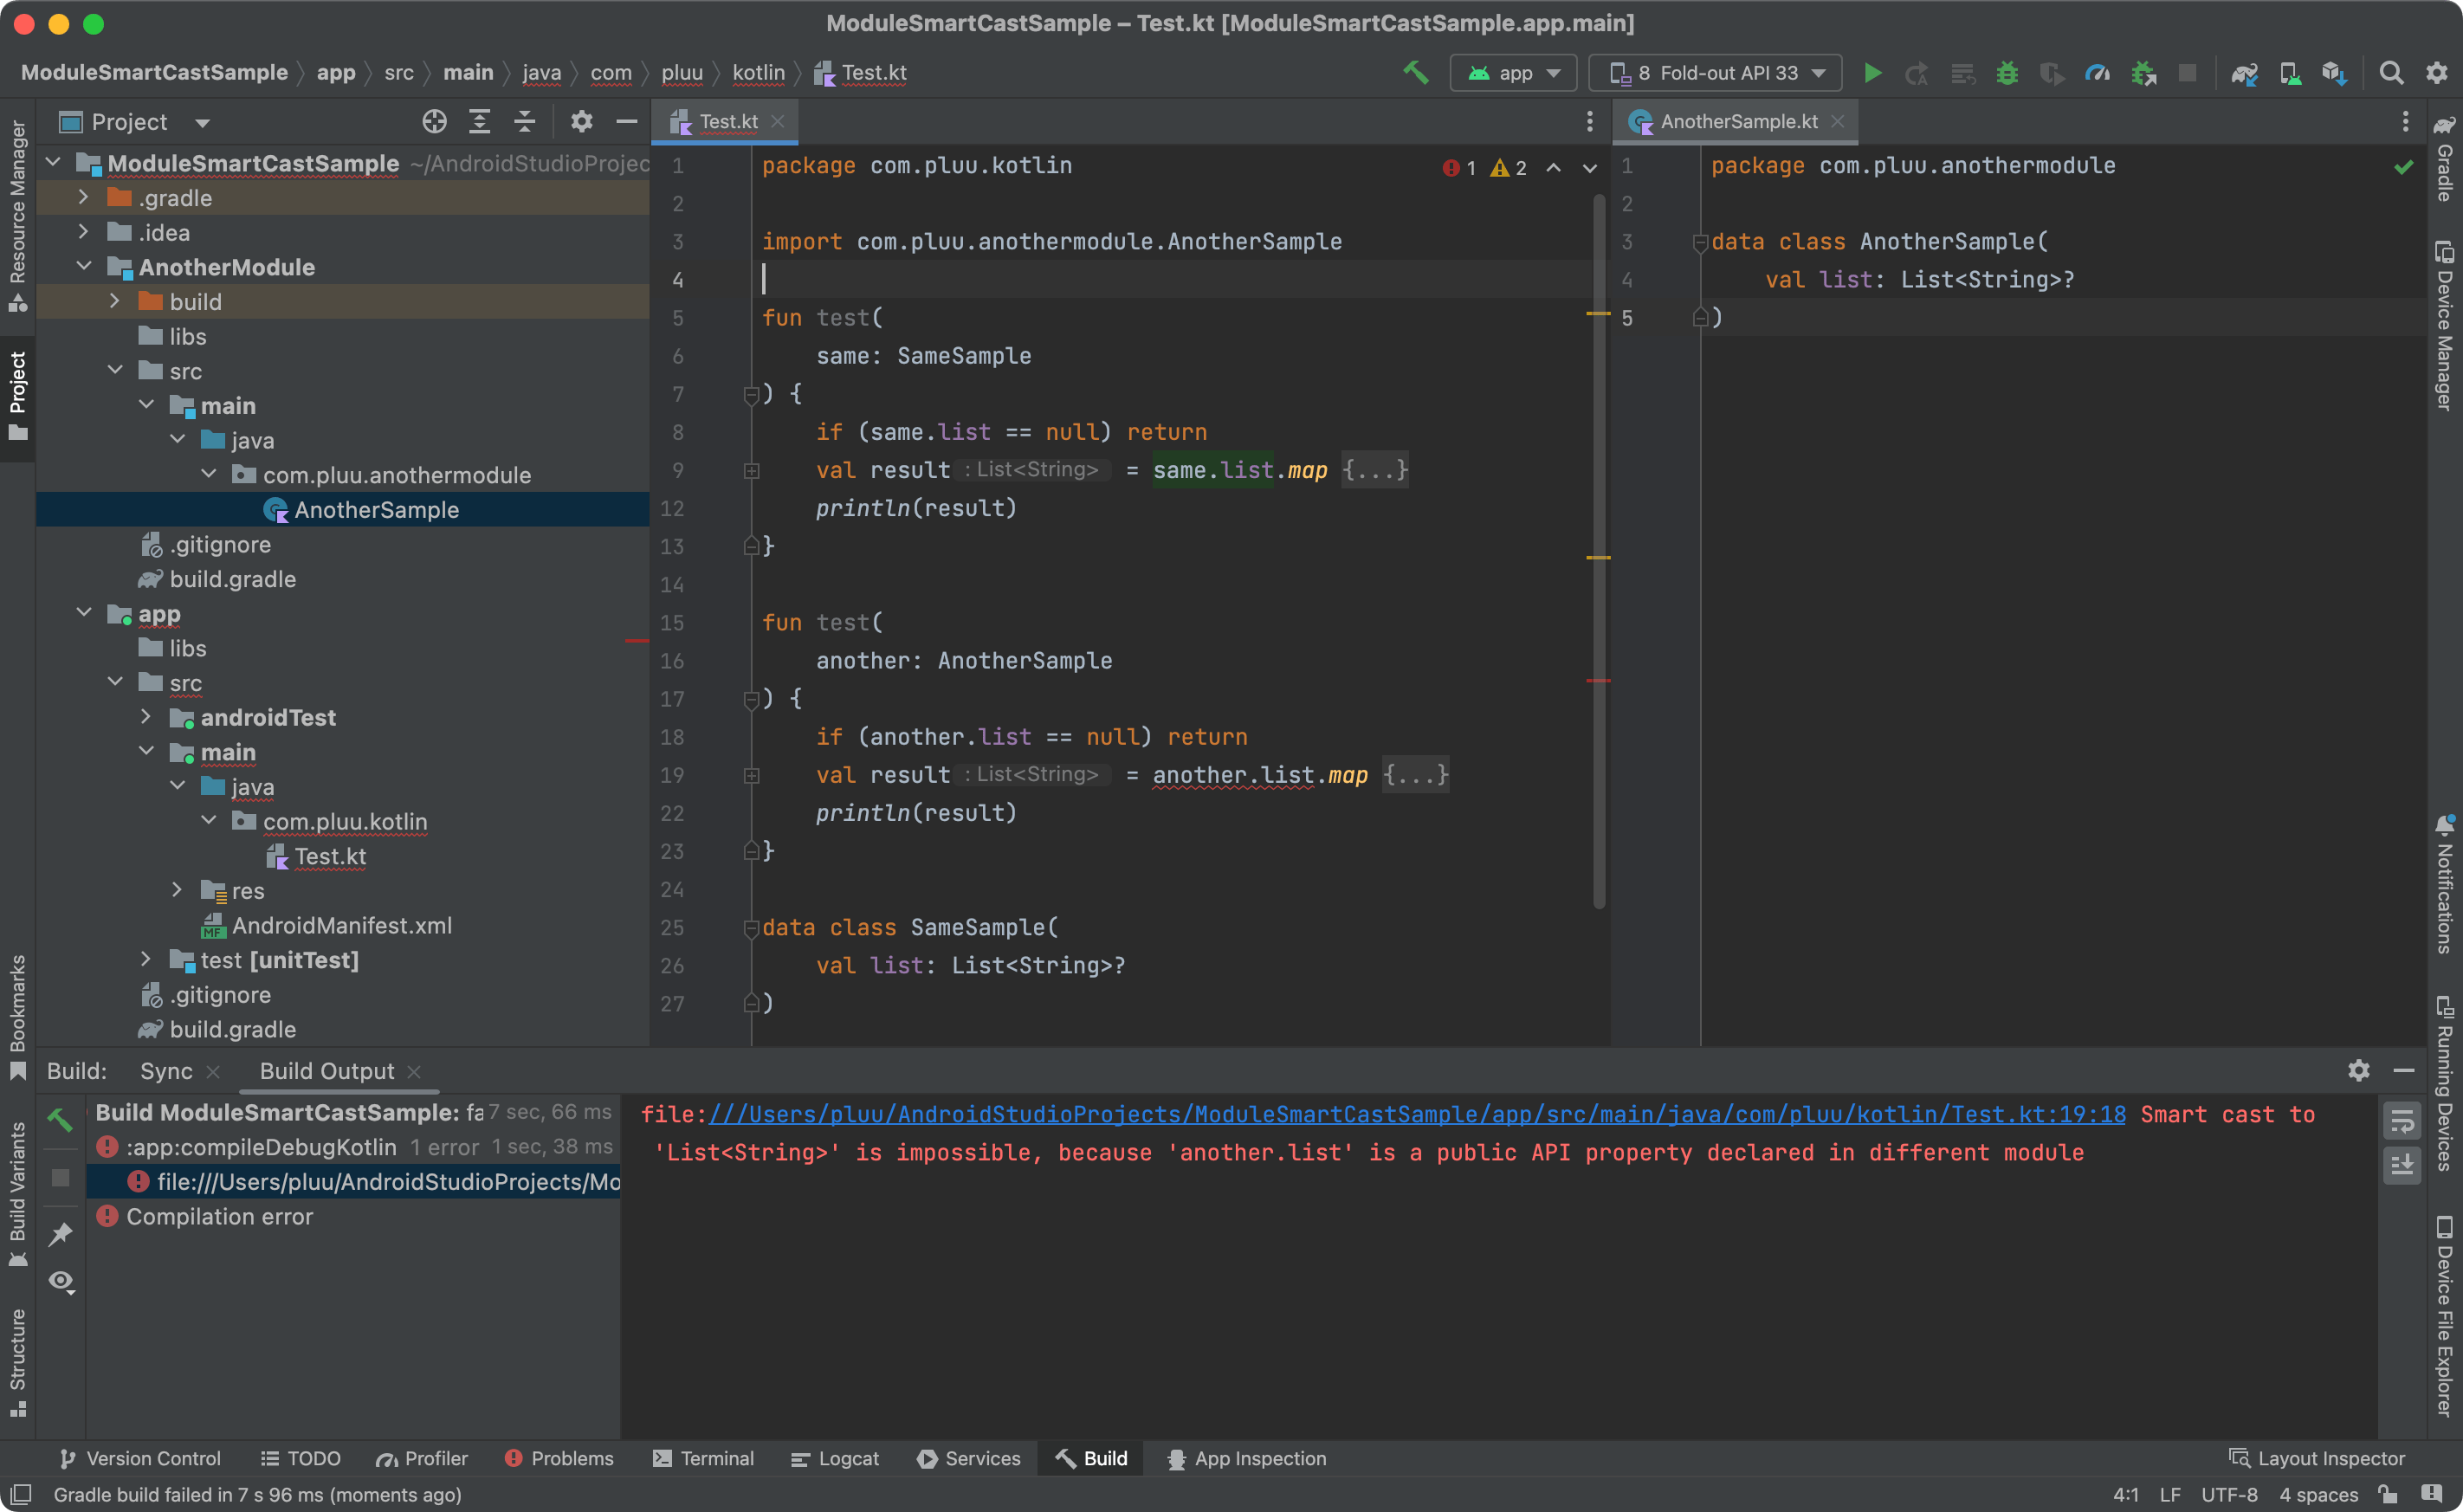 ModuleSmartCastSample – Test.kt [ModuleSmartCastSample.app.main]
ModuleSmartCastSample app src main java com pluu kotlin Test.kt
app 8 Fold-out API 33
Resource Manager
Project
Bookmarks
Build Variants
Structure
Project
ModuleSmartCastSample ~/AndroidStudioProjec
.gradle
.idea
AnotherModule
build
libs
src
main
java
com.pluu.anothermodule
AnotherSample
.gitignore
build.gradle
app
libs
src
androidTest
main
java
com.pluu.kotlin
Test.kt
res
AndroidManifest.xml
test [unitTest]
.gitignore
build.gradle
Test.kt
1 2
1 package com.pluu.kotlin
2
3 import com.pluu.anothermodule.AnotherSample
4
5 fun test(
6 same: SameSample
7 ) {
8 if (same.list == null) return
9 val result : List<String> = same.list.map {...}
12 println(result)
13 }
14
15 fun test(
16 another: AnotherSample
17 ) {
18 if (another.list == null) return
19 val result : List<String> = another.list.map {...}
22 println(result)
23 }
24
25 data class SameSample(
26 val list: List<String>?
27 )
AnotherSample.kt
1 package com.pluu.anothermodule
2
3 data class AnotherSample(
4 val list: List<String>?
5 )
Gradle
Device Manager
Notifications
Running Devices
Device File Explorer
Build: Sync Build Output
Build ModuleSmartCastSample: fa 7 sec, 66 ms
:app:compileDebugKotlin 1 error 1 sec, 38 ms
file:///Users/pluu/AndroidStudioProjects/Mo
Compilation error
file:///Users/pluu/AndroidStudioProjects/ModuleSmartCastSample/app/src/main/java/com/pluu/kotlin/Test.kt:19:18 Smart cast to
'List<String>' is impossible, because 'another.list' is a public API property declared in different module
Version Control TODO Profiler Problems Terminal Logcat Services Build App Inspection Layout Inspector
Gradle build failed in 7 s 96 ms (moments ago) 4:1 LF UTF-8 4 spaces